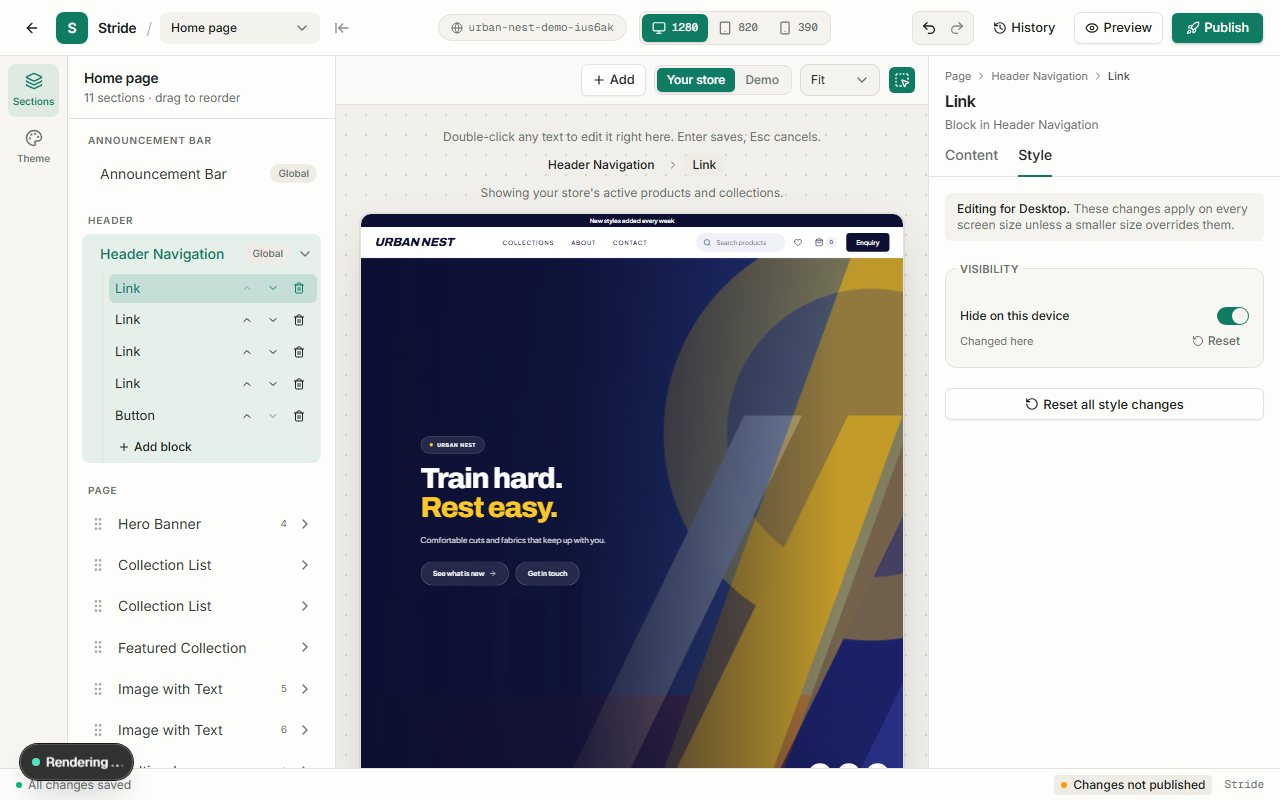 S Stride / Home page
urban-nest-demo-ius6ak
1280 820 390
History Preview Publish
Sections
Theme
Home page
11 sections · drag to reorder
ANNOUNCEMENT BAR
Announcement Bar Global
HEADER
Header Navigation Global
Link
Link
Link
Link
Button
+ Add block
PAGE
Hero Banner 4
Collection List
Collection List
Featured Collection
Image with Text 5
Image with Text 6
Rendering ...
All changes saved
+ Add Your store Demo Fit
Double-click any text to edit it right here. Enter saves, Esc cancels.
Header Navigation > Link
Showing your store's active products and collections.
New styles added every week
URBAN NEST COLLECTIONS ABOUT CONTACT Search products 0 Enquiry
URBAN NEST
Train hard.
Rest easy.
Comfortable cuts and fabrics that keep up with you.
See what is new → Get in touch
Page > Header Navigation > Link
Link
Block in Header Navigation
Content Style
Editing for Desktop. These changes apply on every
screen size unless a smaller size overrides them.
VISIBILITY
Hide on this device
Changed here Reset
Reset all style changes
Changes not published Stride